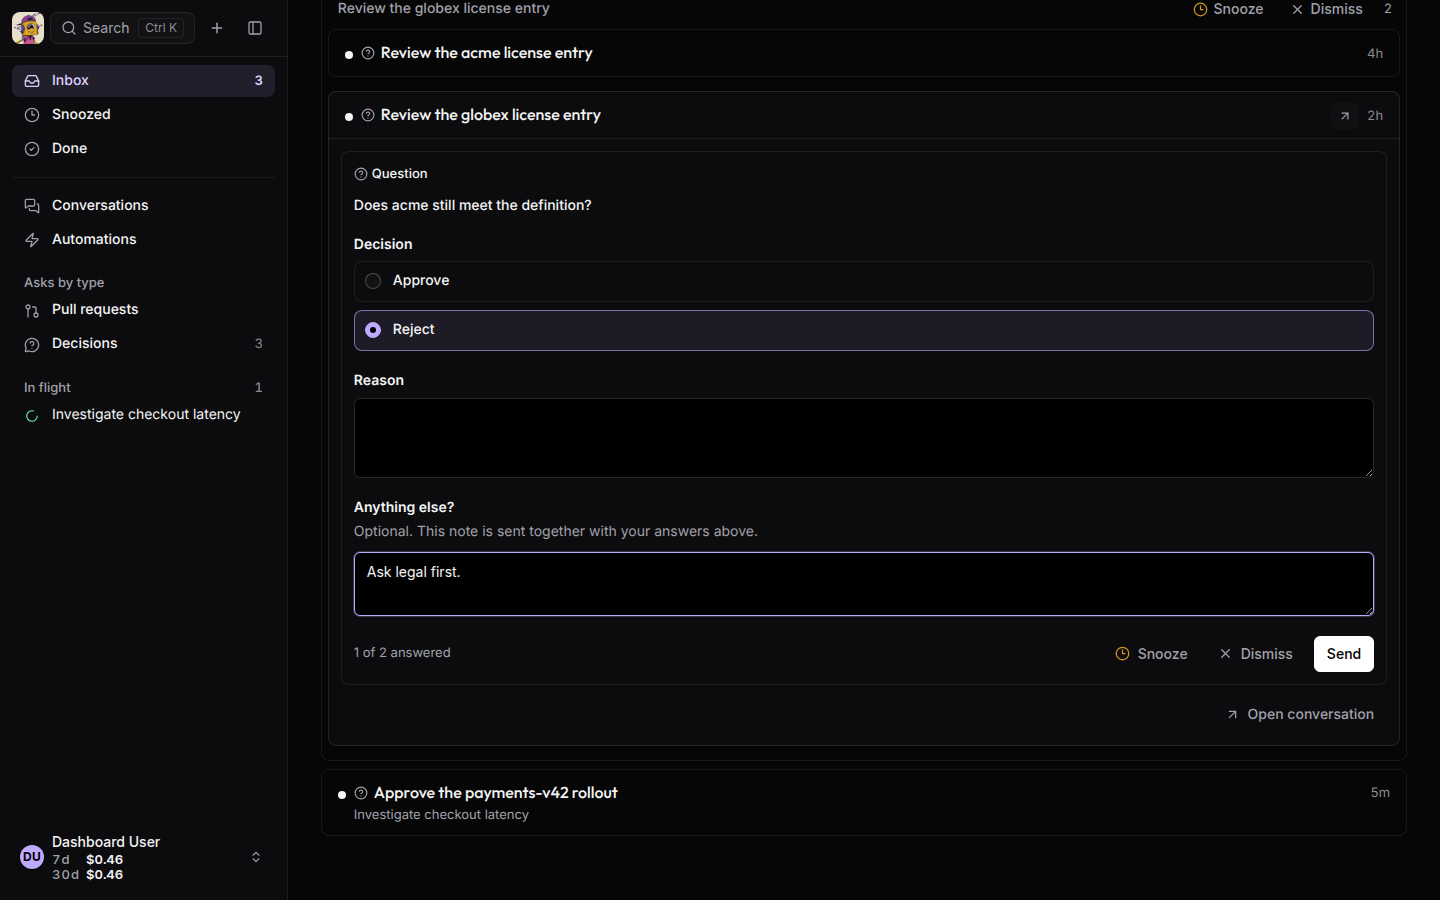 Search Ctrl K
Inbox 3
Snoozed
Done
Conversations
Automations
Asks by type
Pull requests
Decisions 3
In flight 1
Investigate checkout latency
DU Dashboard User
7d $0.46
30d $0.46
Review the globex license entry Snooze Dismiss 2
Review the acme license entry 4h
Review the globex license entry 2h
Question
Does acme still meet the definition?
Decision
Approve
Reject
Reason
Anything else?
Optional. This note is sent together with your answers above.
Ask legal first.
1 of 2 answered Snooze Dismiss Send
Open conversation
Approve the payments-v42 rollout 5m
Investigate checkout latency